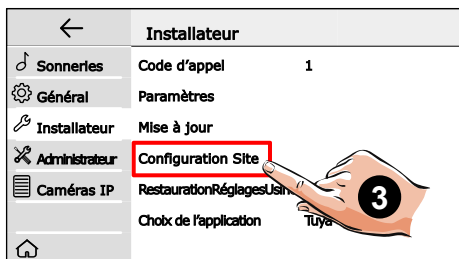 Installateur
Sonneries
Général
Installateur
Administrateur
Caméras IP
Code d'appel 1
Paramètres
Mise à jour
Configuration Site
RestaurationRéglagesUsin
Choix de l'application Tuya
3